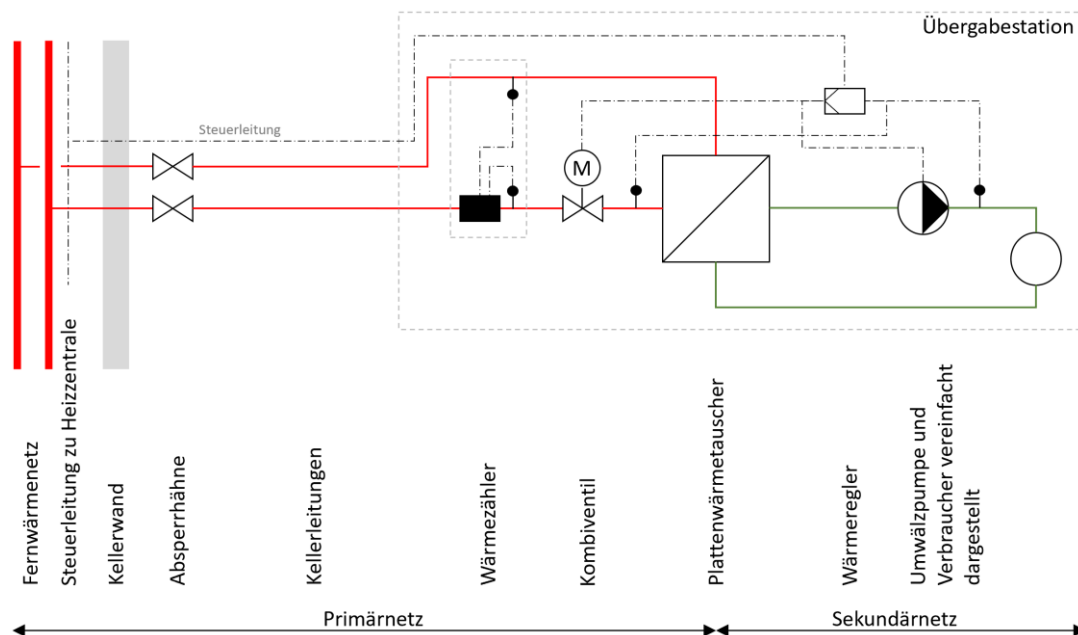 Übergabestation
Steuerleitung
M
Fernwärmenetz
Steuerleitung zu Heizzentrale
Kellerwand
Absperrhähne
Kellerleitungen
Wärmezähler
Kombiventil
Plattenwärmetauscher
Wärmeregler
Umwälzpumpe und
Verbraucher vereinfacht
dargestellt
Primärnetz
Sekundärnetz